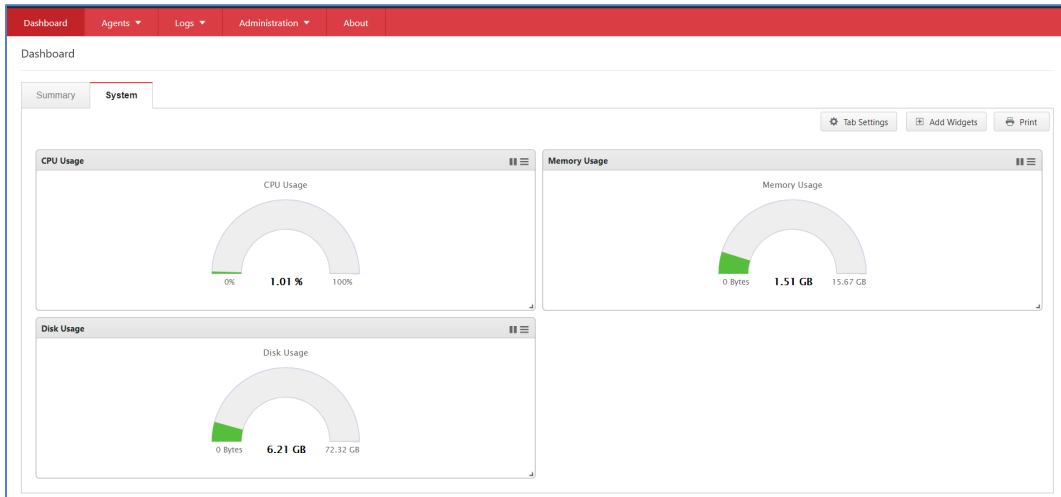 Dashboard Agents Logs Administration About
Dashboard
Summary System
Tab Settings Add Widgets Print
CPU Usage
CPU Usage
0% 1.01 % 100%
Memory Usage
Memory Usage
0 Bytes 1.51 GB 15.67 GB
Disk Usage
Disk Usage
0 Bytes 6.21 GB 72.32 GB